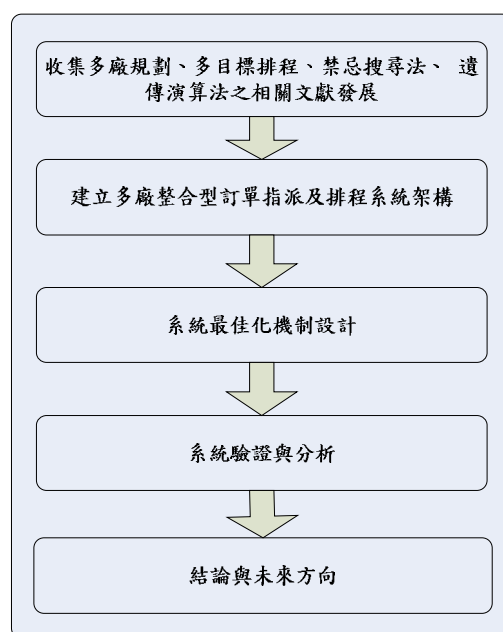 收集多廠規劃、多目標排程、禁忌搜尋法、 遺
傳演算法之相關文獻發展
建立多廠整合型訂單指派及排程系統架構
系統最佳化機制設計
系統驗證與分析
結論與未來方向